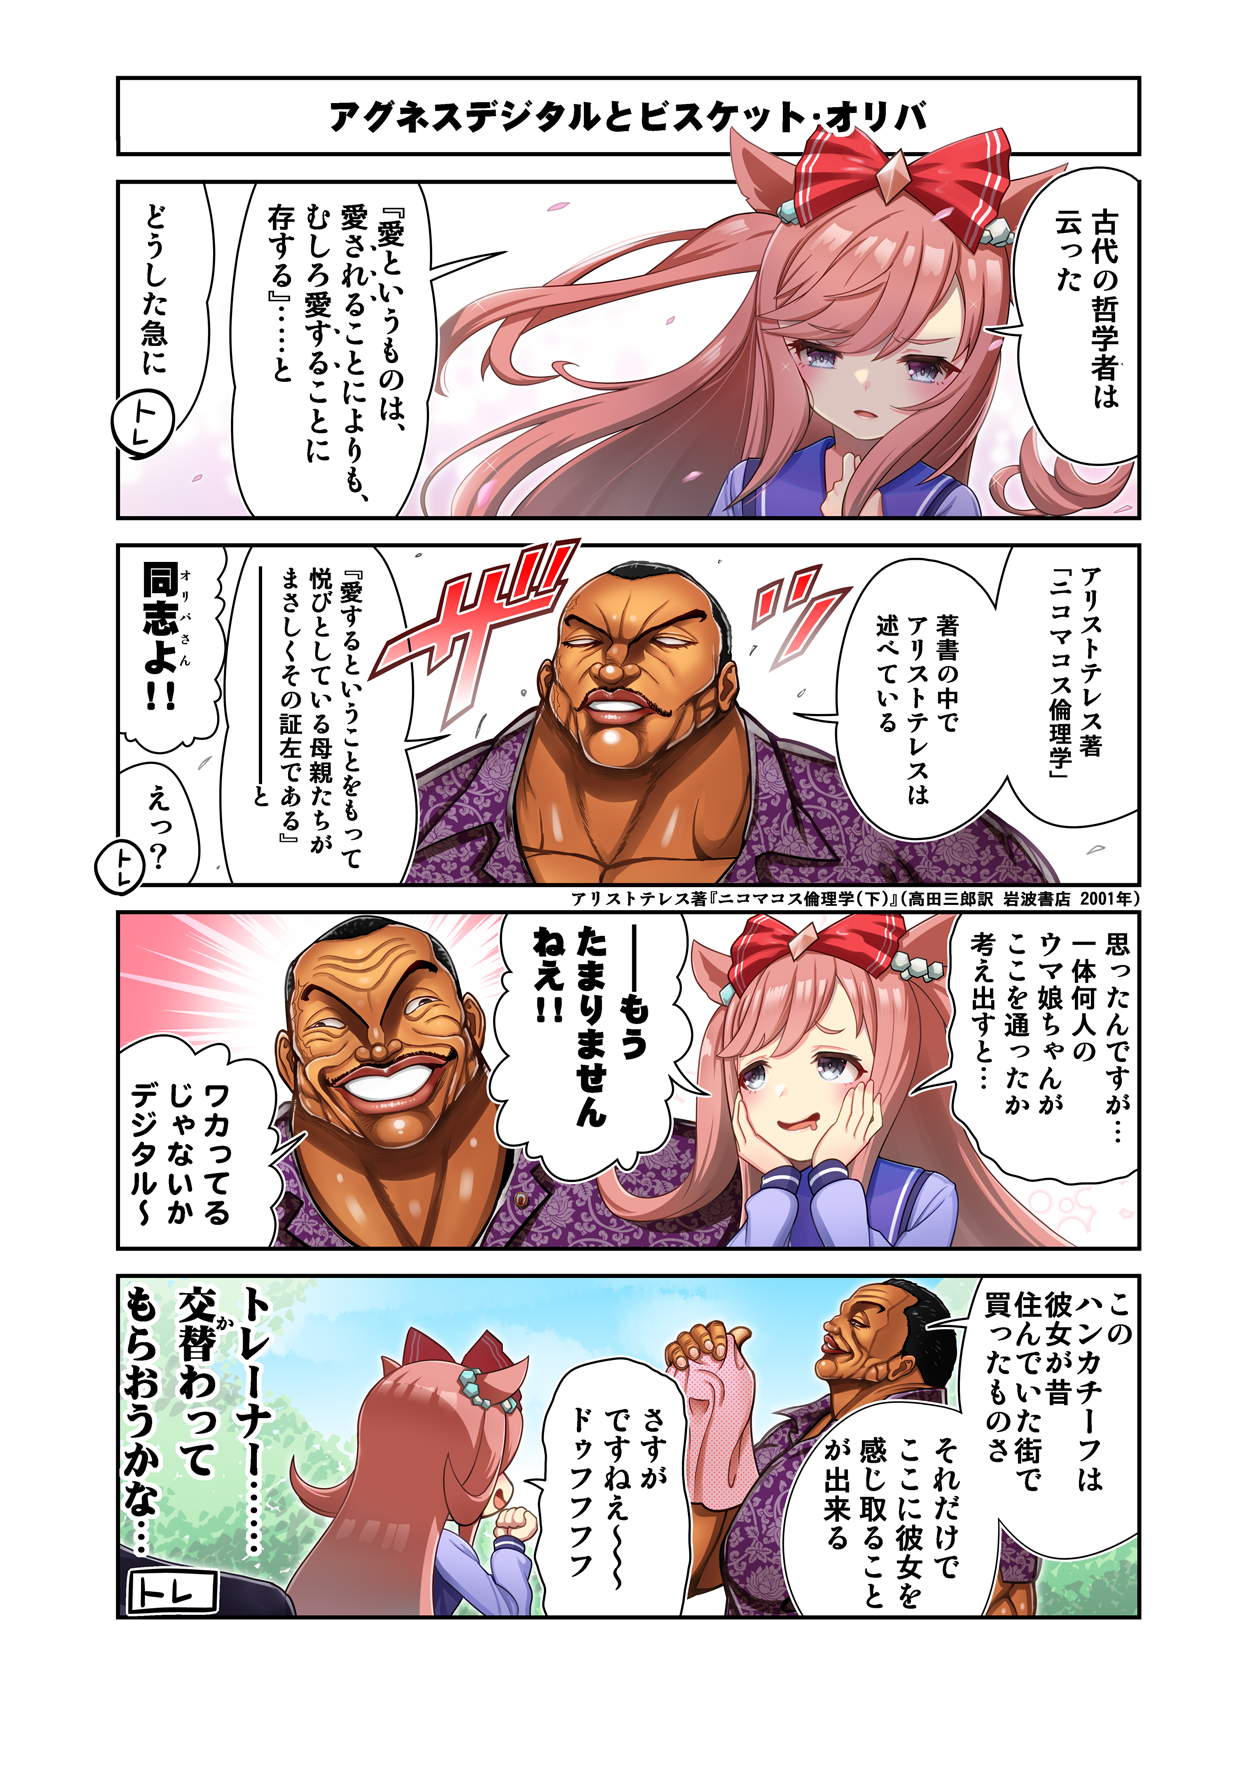 アグネスデジタルとビスケット・オリバ
古代の哲学者は
云った
『愛というものは、
愛されることによりも、
むしろ愛することに
存する』……と
どうした急に
トレ
アリストテレス著
「ニコマコス倫理学」
著書の中で
アリストテレスは
述べている
ザッ!!
『愛するということをもって
悦びとしている母親たちが
まさしくその証左である』
――――――と
同志よ!!
オリバさん
えっ?
トレ
アリストテレス著『ニコマコス倫理学(下)』(高田三郎訳 岩波書店 2001年)
思ったんですが…
一体何人の
ウマ娘ちゃんが
ここを通ったか
考え出すと…
――もう
たまりません
ねえ!!
ワカってる
じゃないか
デジタル~
この
ハンカチーフは
彼女が昔
住んでいた街で
買ったものさ
それだけで
ここに彼女を
感じ取ること
が出来る
さすが
ですねえ~~~
ドゥフフフフ
トレーナー………
交替わって
か
もらおうかな…
トレ